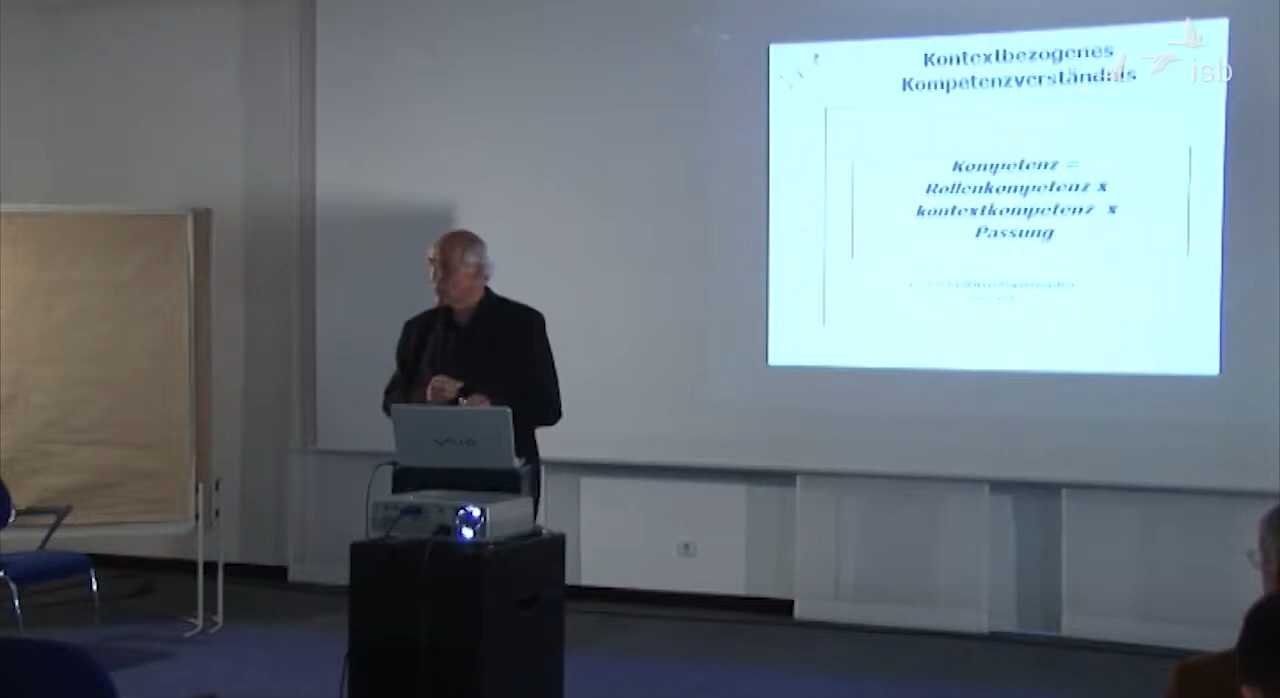 Kontextbezogenes
Kompetenzverständnis
isb
Kompetenz =
Rollenkompetenz x
kontextkompetenz x
Passung
VAIO